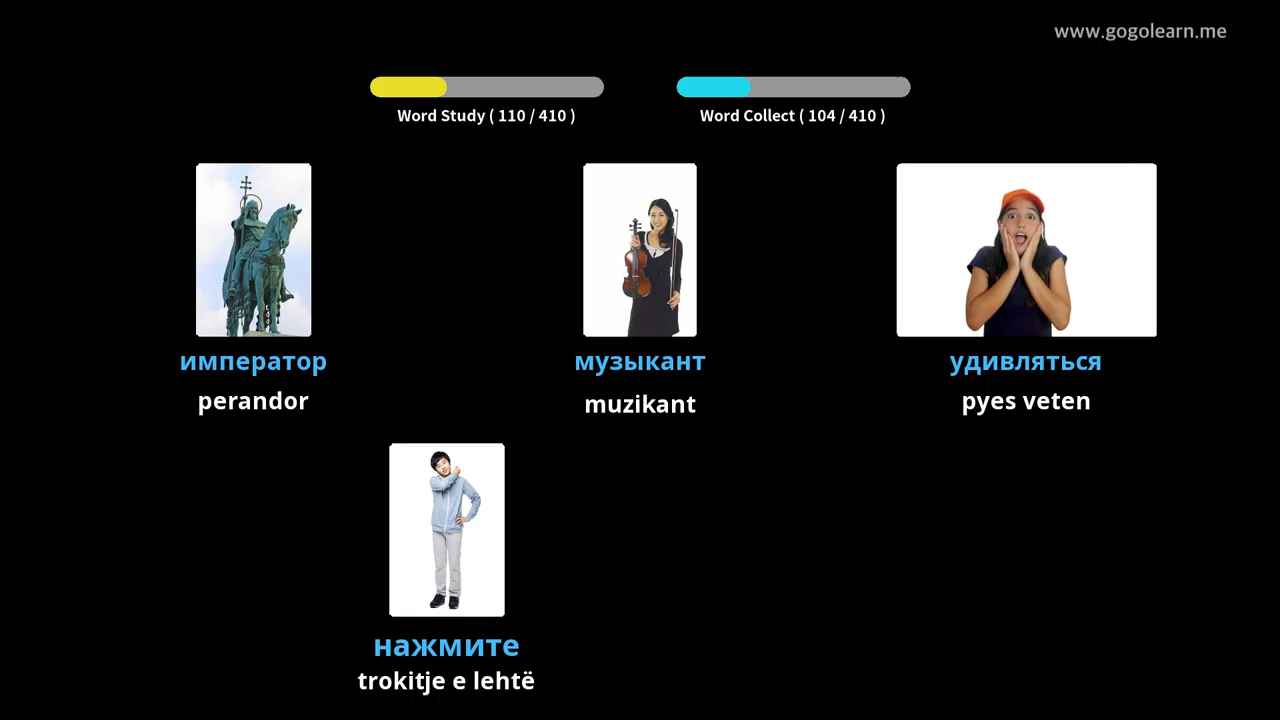 www.gogolearn.me
Word Study ( 110 / 410 )
Word Collect ( 104 / 410 )
император
музыкант
удивляться
perandor
muzikant
pyes veten
нажмите
trokitje e lehtë